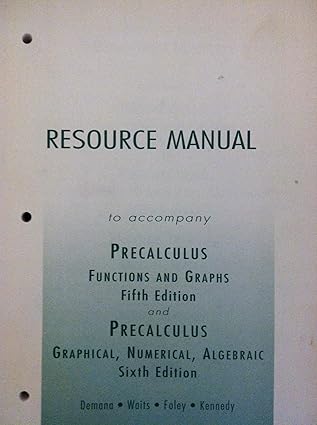 RESOURCE MANUAL
to accompany
PRECALCULUS
FUNCTIONS AND GRAPHS
Fifth Edition
and
PRECALCULUS
GRAPHICAL, NUMERICAL, ALGEBRAIC
Sixth Edition
Demana • Waits • Foley • Kennedy